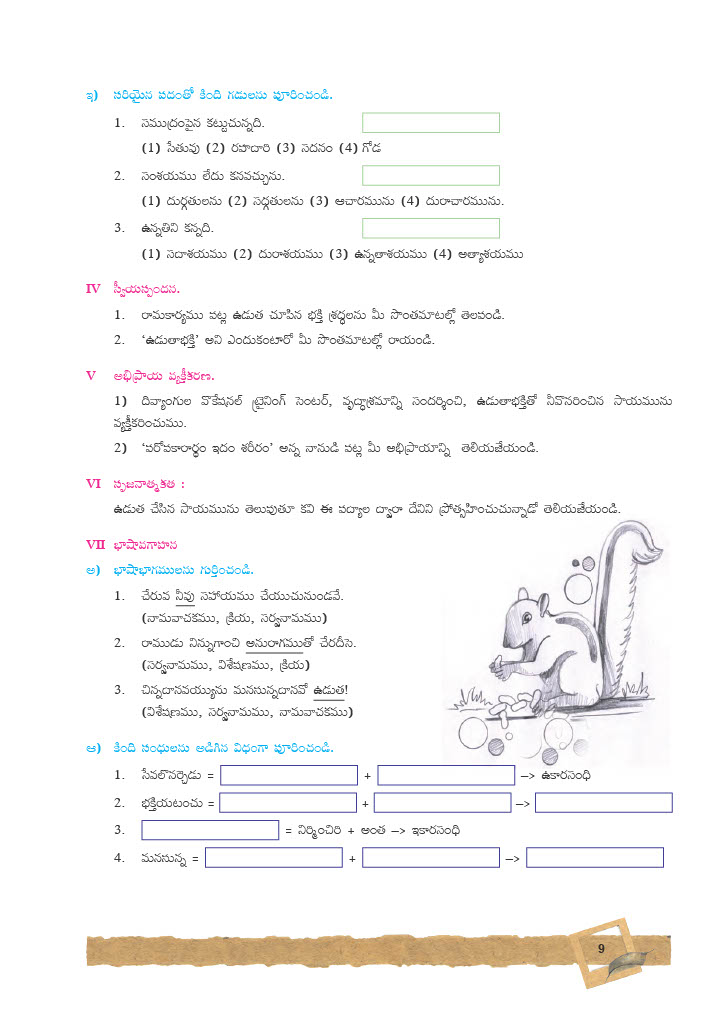 ఇ) సరియైన పదంతో కింది గడులను పూరించండి.
1. సముద్రంపైన కట్టుచున్నది.
(1) సేతువు (2) రహదారి (3) సదనం (4) గోడ
2. సంశయము లేదు కనవచ్చును.
(1) దుర్గతులను (2) సద్గతులను (3) ఆచారమును (4) దురాచారమును.
3. ఉన్నతిని కన్నది.
(1) సదాశయము (2) దురాశయము (3) ఉన్నతాశయము (4) అత్యాశయము
IV స్వీయస్పందన.
1. రామకార్యము పట్ల ఉడుత చూపిన భక్తి శ్రద్ధలను మీ సొంతమాటల్లో తెలపండి.
2. ‘ఉడుతాభక్తి’ అని ఎందుకంటారో మీ సొంతమాటల్లో రాయండి.
V అభిప్రాయ వ్యక్తీకరణ.
1) దివ్యాంగుల వొకేషనల్ ట్రైనింగ్ సెంటర్, వృద్ధాశ్రమాన్ని సందర్శించి, ఉడుతాభక్తితో నీవొనరించిన సాయమును
వ్యక్తీకరించుము.
2) ‘పరోపకారార్థం ఇదం శరీరం’ అన్న నానుడి పట్ల మీ అభిప్రాయాన్ని తెలియజేయండి.
VI సృజనాత్మకత :
ఉడుత చేసిన సాయమును తెలుపుతూ కవి ఈ పద్యాల ద్వారా దేనిని ప్రోత్సహించుచున్నాడో తెలియజేయండి.
VII భాషావగాహన
అ) భాషాభాగములను గుర్తించండి.
1. చేరువ నీవు సహాయము చేయుచునుండవే.
(నామవాచకము, క్రియ, సర్వనామము)
2. రాముడు నిన్నుగాంచి అనురాగముతో చేరదీసె.
(సర్వనామము, విశేషణము, క్రియ)
3. చిన్నదానవయ్యును మనసున్నదానవో ఉడుత!
(విశేషణము, సర్వనామము, నామవాచకము)
ఆ) కింది సంధులను అడిగిన విధంగా పూరించండి.
1. సేవలొనర్చెడు = + –> ఉకారసంధి
2. భక్తియటంచు = + –>
3. = నిర్మించిరి + అంత –> ఇకారసంధి
4. మనసున్న = + –>
9